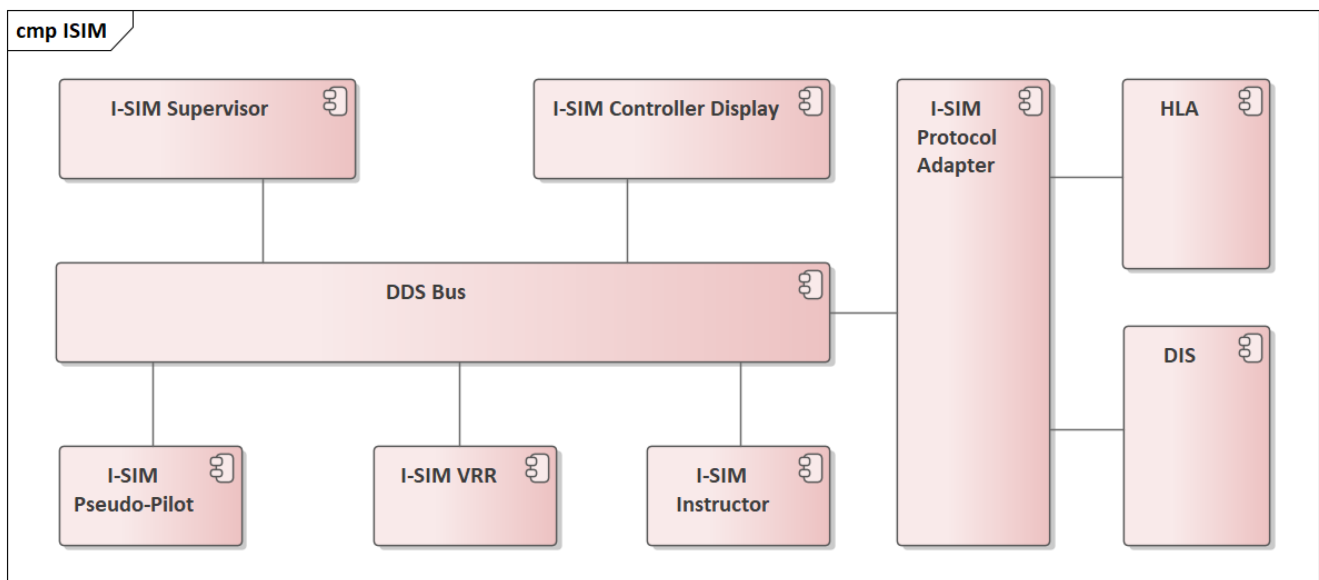 cmp ISIM
I-SIM Supervisor
I-SIM Controller Display
I-SIM
Protocol
Adapter
HLA
DDS Bus
DIS
I-SIM
Pseudo-Pilot
I-SIM VRR
I-SIM
Instructor